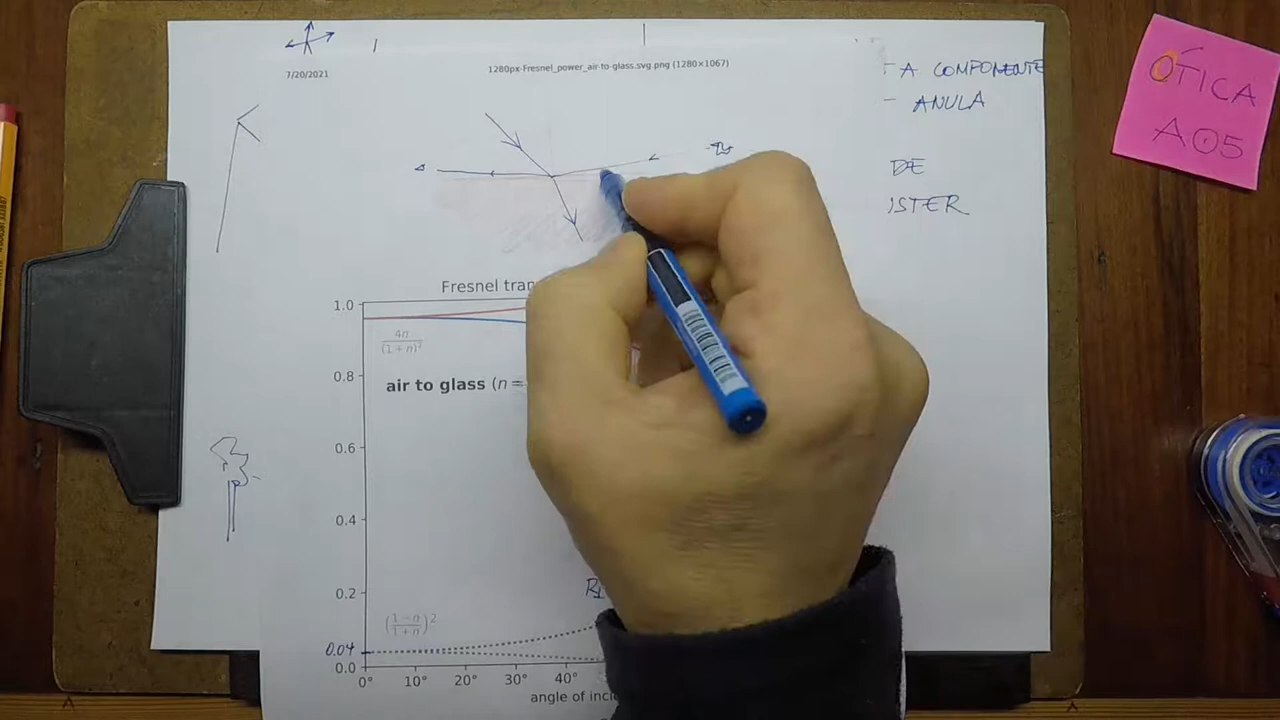 7/20/2021
1280px-Fresnel_power_air-to-glass.svg.png (1280×1067)
TA COMPONENTE
- ANULA
DE
ISTER
ÓTICA
A05
Fresnel tran
1.0
4n
(1 + n)²
0.8
air to glass (n =
0.6
0.4
0.2
R⊥
(1 − n / 1 + n)²
0.04
0.0
0° 10° 20° 30° 40°
angle of inci